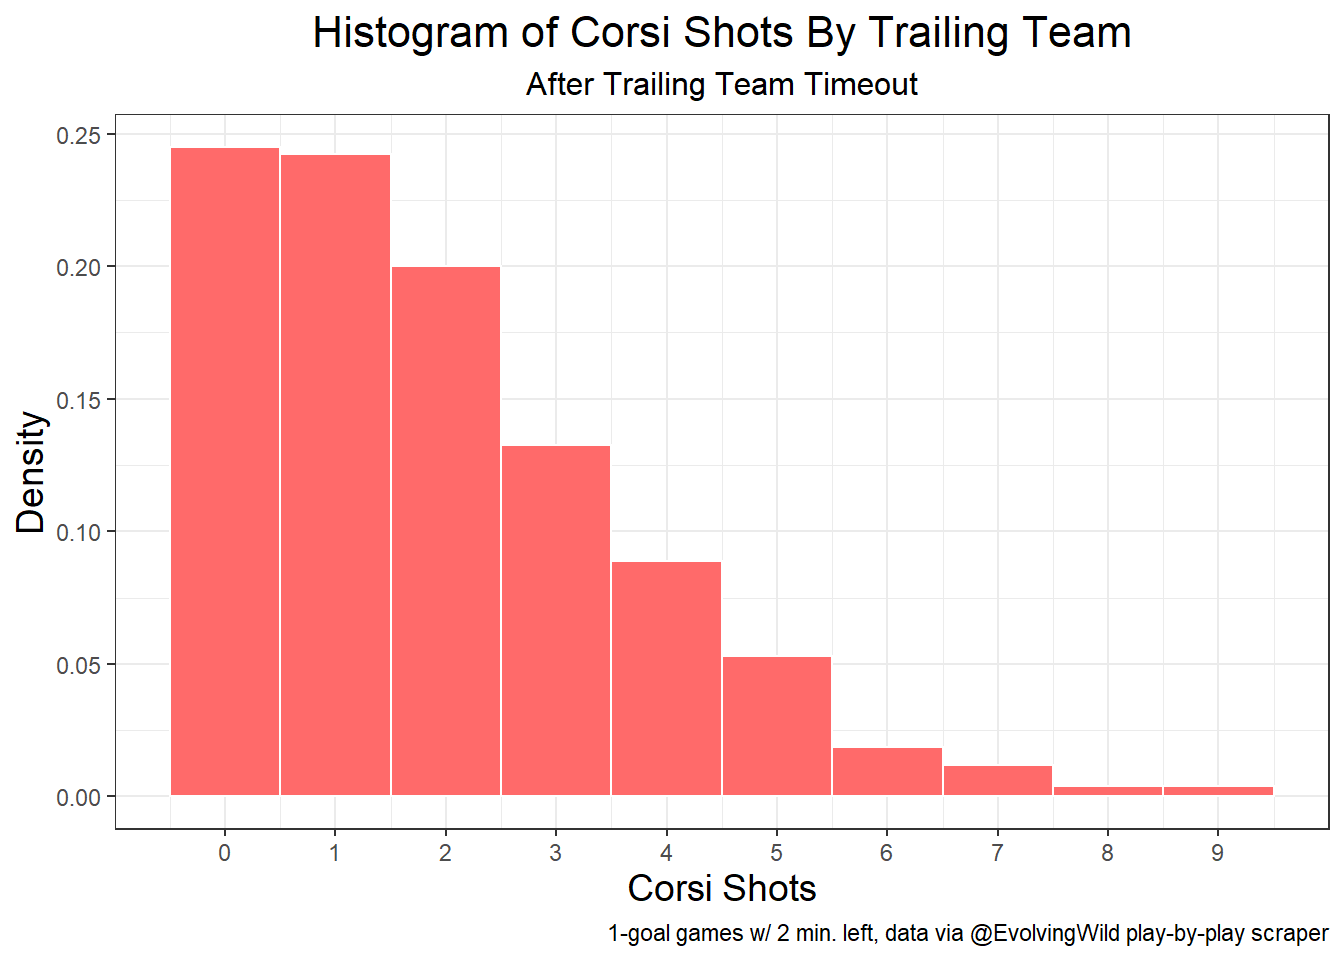 Histogram of Corsi Shots By Trailing Team
After Trailing Team Timeout
Density
0.25
0.20
0.15
0.10
0.05
0.00
0 1 2 3 4 5 6 7 8 9
Corsi Shots
1-goal games w/ 2 min. left, data via @EvolvingWild play-by-play scraper